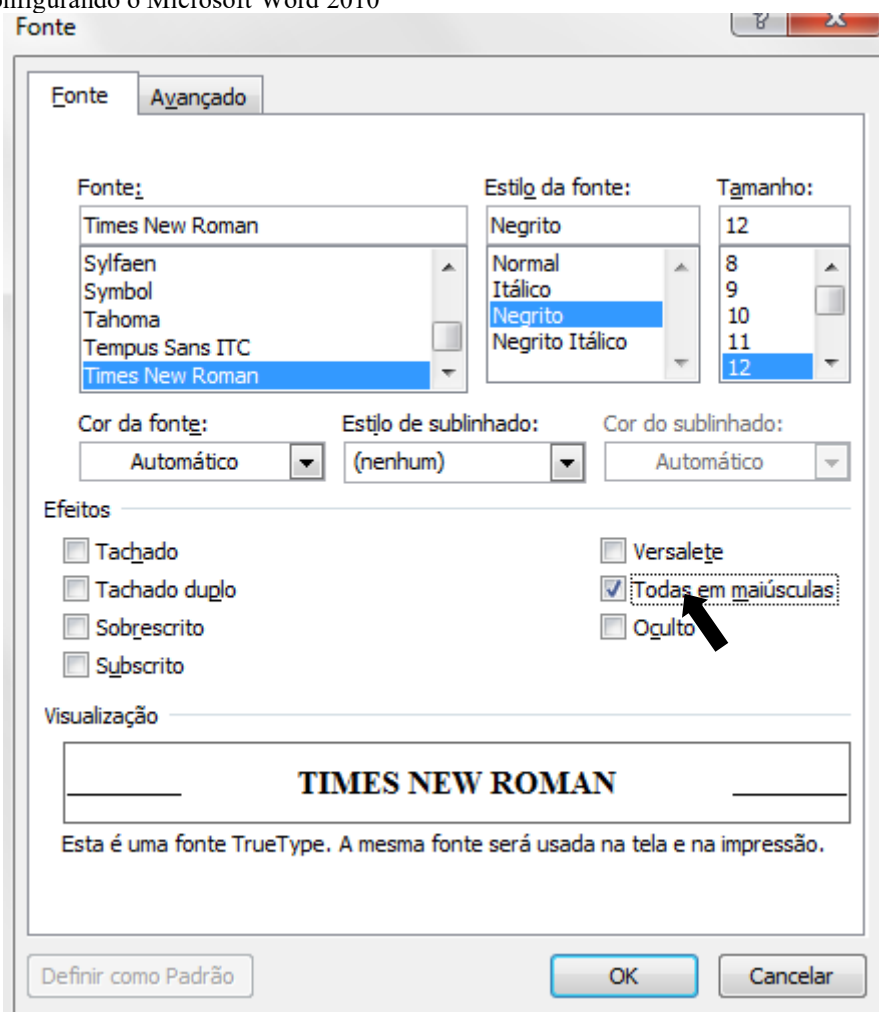 Configurando o Microsoft Word 2010
Fonte
Fonte Avançado
Fonte: Estilo da fonte: Tamanho:
Times New Roman Negrito 12
Sylfaen Normal 8
Symbol Itálico 9
Tahoma Negrito 10
Tempus Sans ITC Negrito Itálico 11
Times New Roman 12
Cor da fonte: Estilo de sublinhado: Cor do sublinhado:
Automático (nenhum) Automático
Efeitos
Tachado Versalete
Tachado duplo Todas em maiúsculas
Sobrescrito Oculto
Subscrito
Visualização
TIMES NEW ROMAN
Esta é uma fonte TrueType. A mesma fonte será usada na tela e na impressão.
Definir como Padrão OK Cancelar